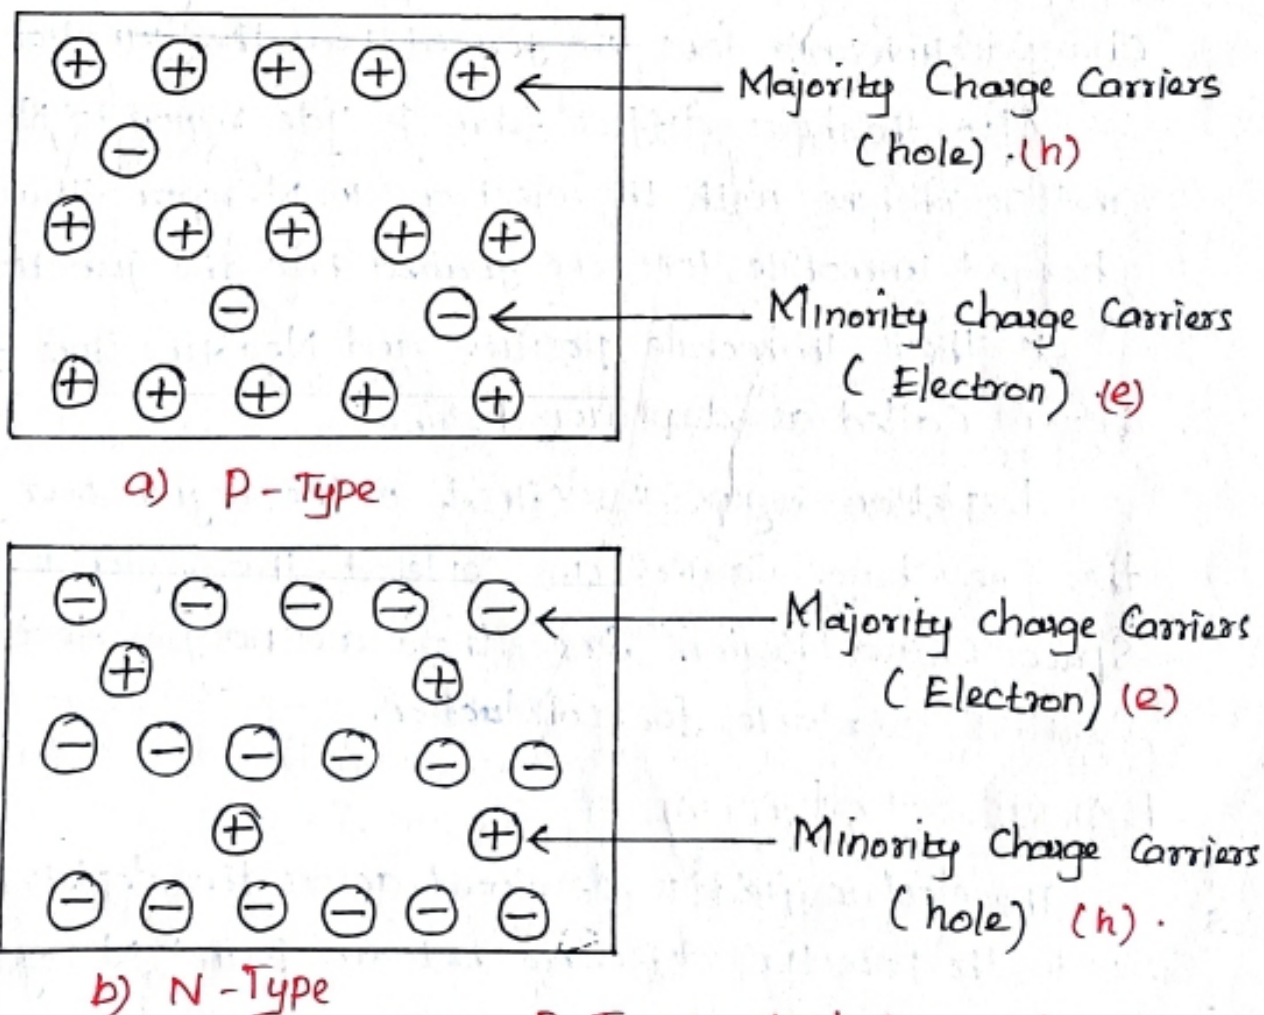 Majority Charge Carriers
(hole) (h)
Minority Charge Carriers
(Electron) (e)
a) P-Type
Majority Charge Carriers
(Electron) (e)
Minority Charge Carriers
(hole) (h)
b) N-Type